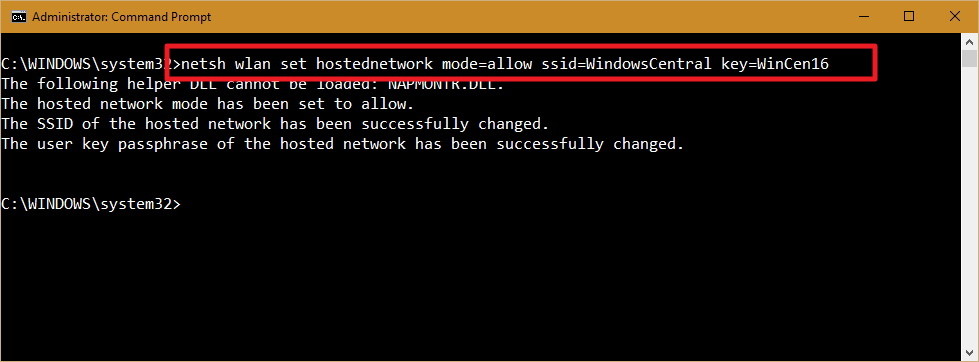 Administrator: Command Prompt
C:\WINDOWS\system32>netsh wlan set hostednetwork mode=allow ssid=WindowsCentral key=WinCen16
The following helper DLL cannot be loaded: NAPMONTR.DLL.
The hosted network mode has been set to allow.
The SSID of the hosted network has been successfully changed.
The user key passphrase of the hosted network has been successfully changed.
C:\WINDOWS\system32>